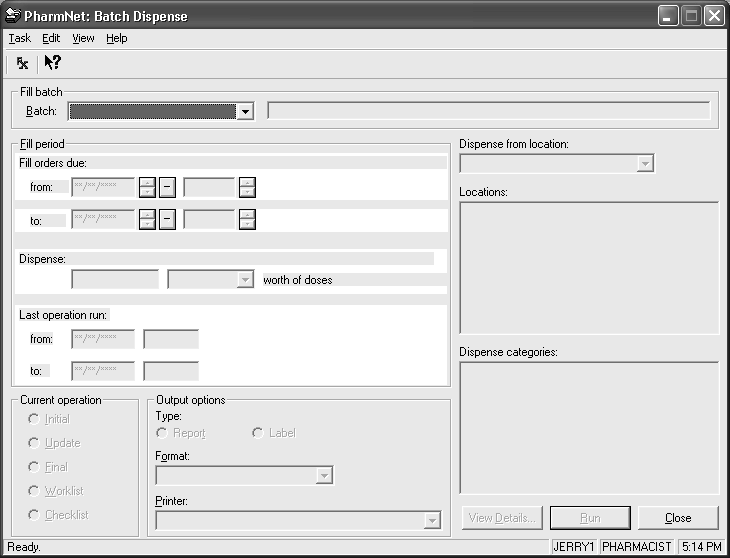 PharmNet: Batch Dispense
Task Edit View Help
Fill batch
Batch:
Fill period
Fill orders due:
from: **/**/****
to: **/**/****
Dispense:
worth of doses
Last operation run:
from: **/**/****
to: **/**/****
Dispense from location:
Locations:
Dispense categories:
Current operation
Initial
Update
Final
Worklist
Checklist
Output options
Type:
Report Label
Format:
Printer:
View Details... Run Close
Ready. JERRY1 PHARMACIST 5:14 PM